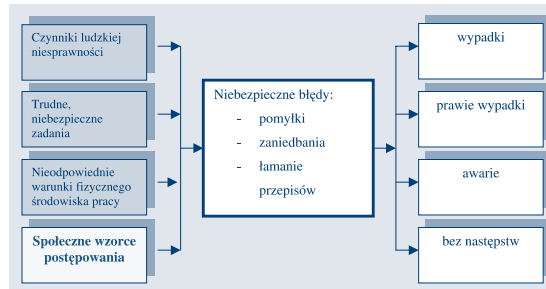 Czynniki ludzkiej
niesprawności
Trudne,
niebezpieczne
zadania
Nieodpowiednie
warunki fizycznego
środowiska pracy
Społeczne wzorce
postępowania
Niebezpieczne błędy:
- pomyłki
- zaniedbania
- łamanie
przepisów
wypadki
prawie wypadki
awarie
bez następstw